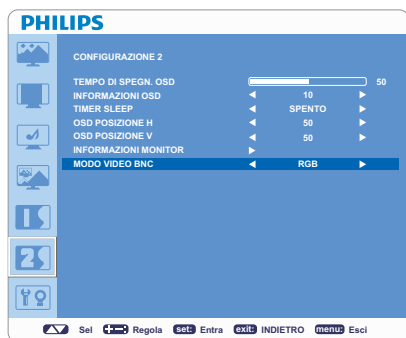 PHILIPS
CONFIGURAZIONE 2
TEMPO DI SPEGN. OSD 50
INFORMAZIONI OSD 10
TIMER SLEEP SPENTO
OSD POSIZIONE H 50
OSD POSIZIONE V 50
INFORMAZIONI MONITOR
MODO VIDEO BNC RGB
Sel Regola set: Entra exit: INDIETRO menu: Esci